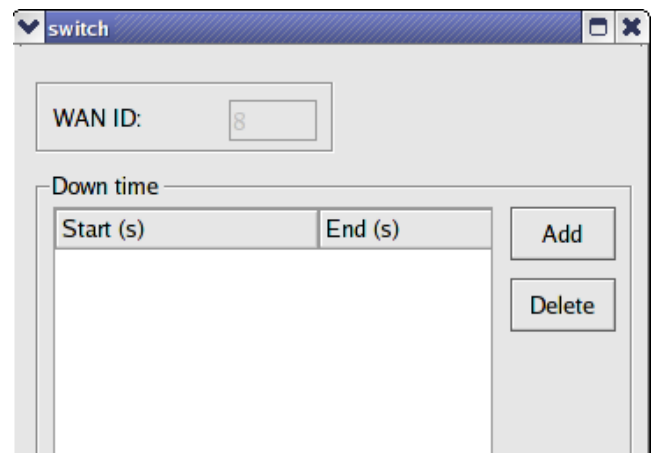 switch
WAN ID: 8
Down time
Start (s) End (s)
Add
Delete